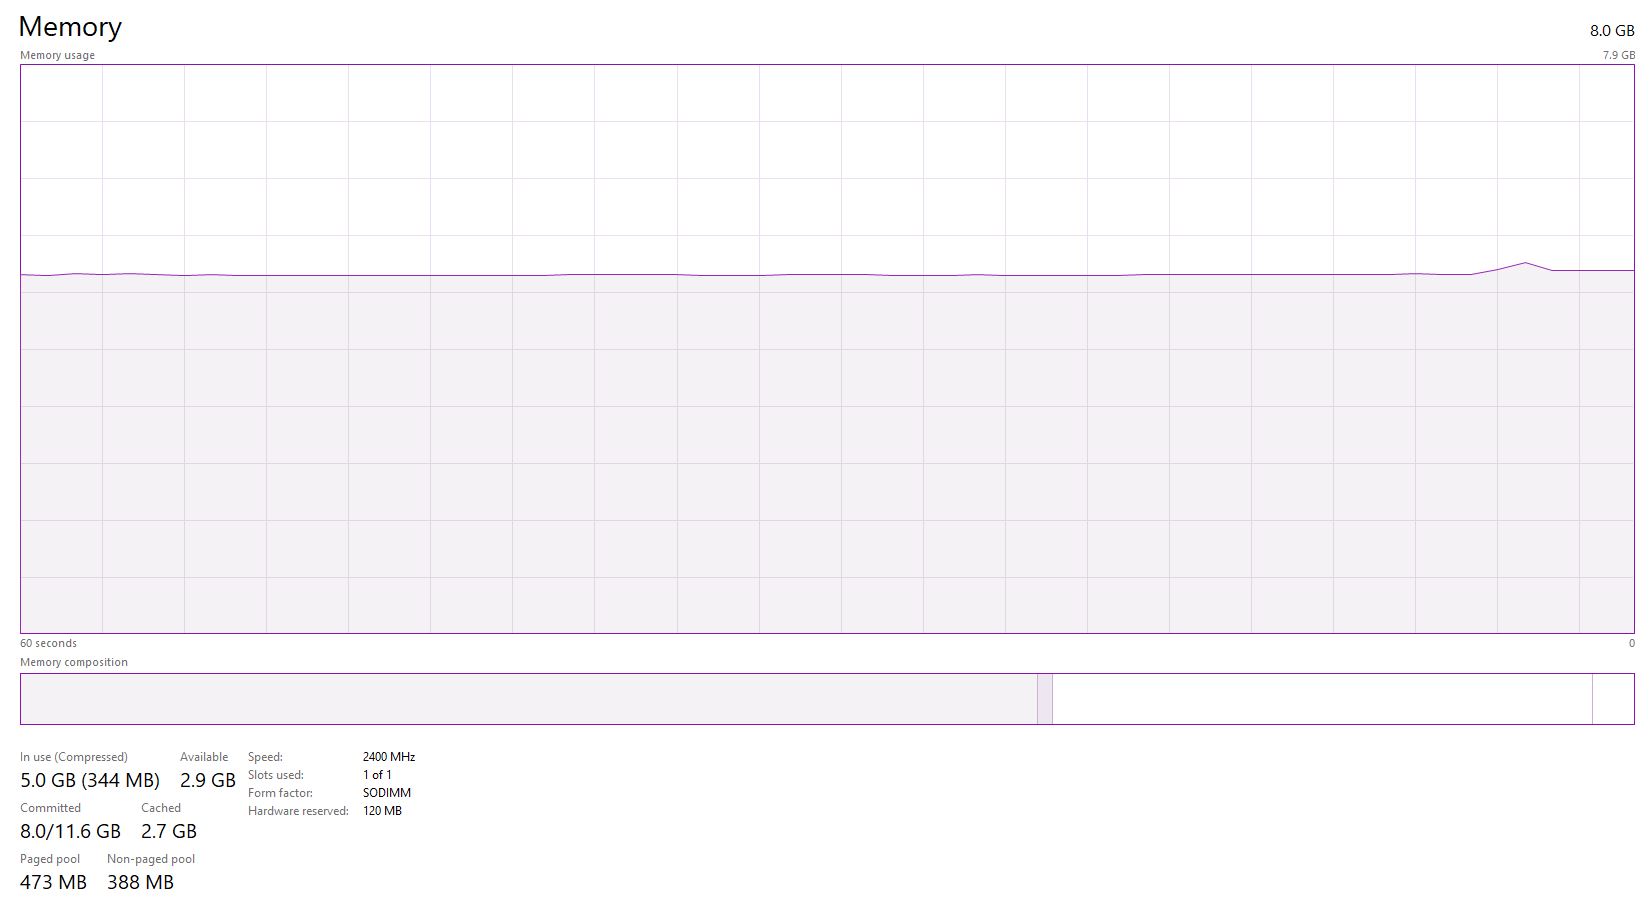 Memory 8.0 GB
Memory usage 7.9 GB
60 seconds 0
Memory composition
In use (Compressed) Available
5.0 GB (344 MB) 2.9 GB
Committed Cached
8.0/11.6 GB 2.7 GB
Paged pool Non-paged pool
473 MB 388 MB
Speed: 2400 MHz
Slots used: 1 of 1
Form factor: SODIMM
Hardware reserved: 120 MB